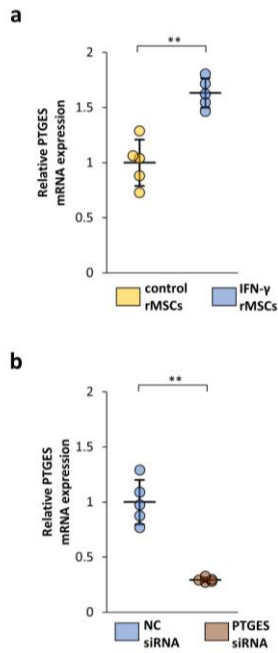 a
**
Relative PTGES
mRNA expression
2
1.5
1
0.5
0
control
rMSCs
IFN-γ
rMSCs
b
**
Relative PTGES
mRNA expression
2
1.5
1
0.5
0
NC
siRNA
PTGES
siRNA